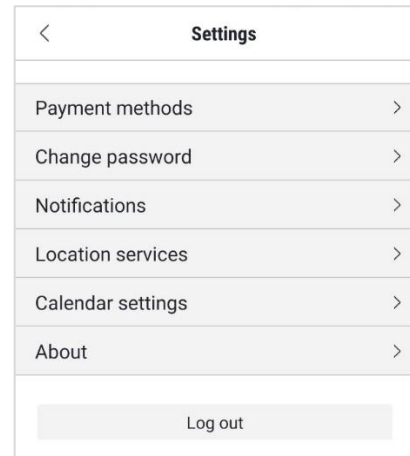 Settings
Payment methods
Change password
Notifications
Location services
Calendar settings
About
Log out